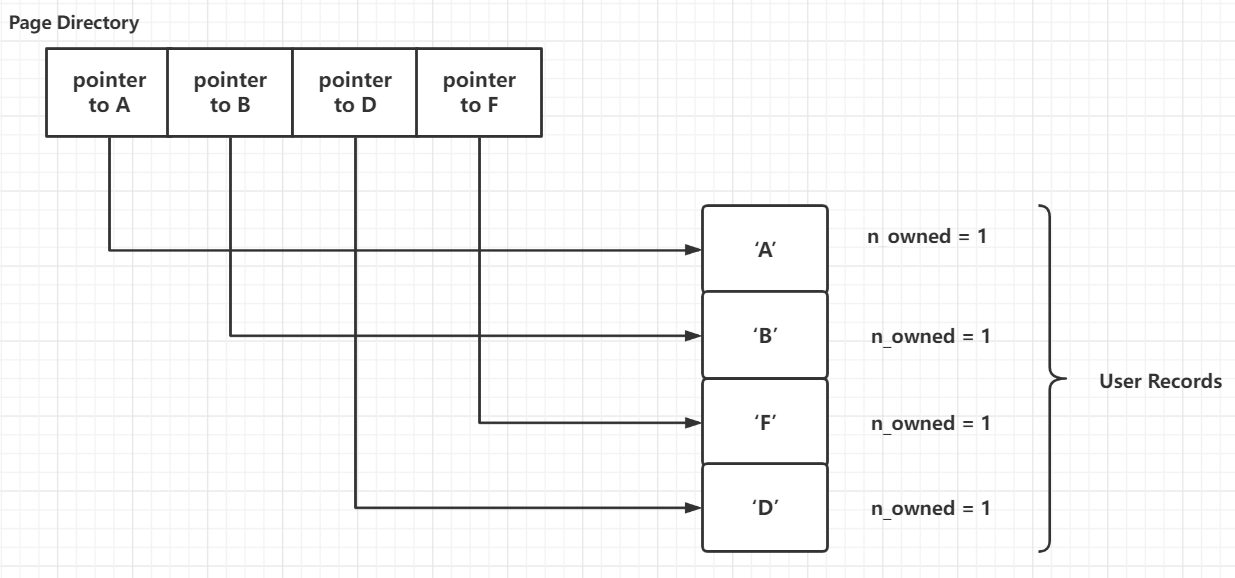 Page Directory
pointer
to A
pointer
to B
pointer
to D
pointer
to F
‘A’
n owned = 1
‘B’
n_owned = 1
‘F’
n_owned = 1
‘D’
n_owned = 1
User Records